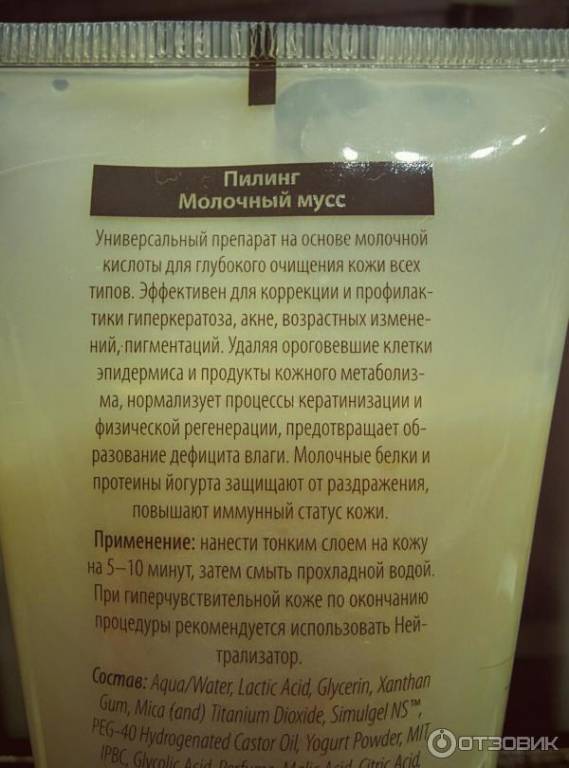 Пилинг
Молочный мусс
Универсальный препарат на основе молочной
кислоты для глубокого очищения кожи всех
типов. Эффективен для коррекции и профилак-
тики гиперкератоза, акне, возрастных измене-
ний, пигментаций. Удаляя ороговевшие клетки
эпидермиса и продукты кожного метаболиз-
ма, нормализует процессы кератинизации и
физической регенерации, предотвращает об-
разование дефицита влаги. Молочные белки и
протеины йогурта защищают от раздражения,
повышают иммунный статус кожи.
Применение: нанести тонким слоем на кожу
на 5–10 минут, затем смыть прохладной водой.
При гиперчувствительной коже по окончанию
процедуры рекомендуется использовать Ней-
трализатор.
Состав: Aqua/Water, Lactic Acid, Glycerin, Xanthan
Gum, Mica (and) Titanium Dioxide, Simulgel NS™,
PEG-40 Hydrogenated Castor Oil, Yogurt Powder, MIT,
IPBC, Glycolic Acid, Perfume, Malic Acid, Citric Acid,
ОТЗОВИК